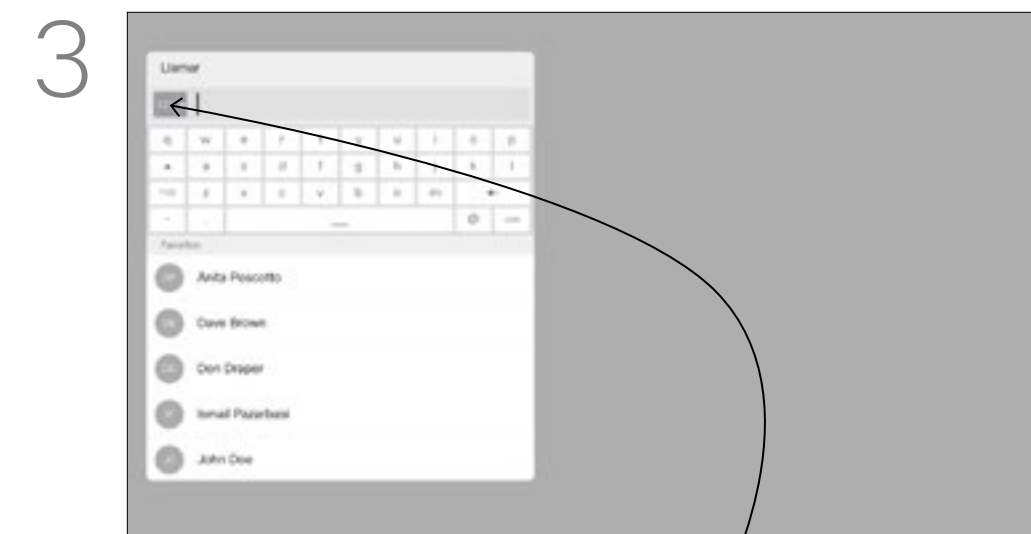 3
Llamar
q w e r t y u i o p
a s d f g h j k l
z x c v b n m
Favoritos
Anita Poscotto
Dave Brown
Don Draper
Ismail Pazarbasi
John Doe